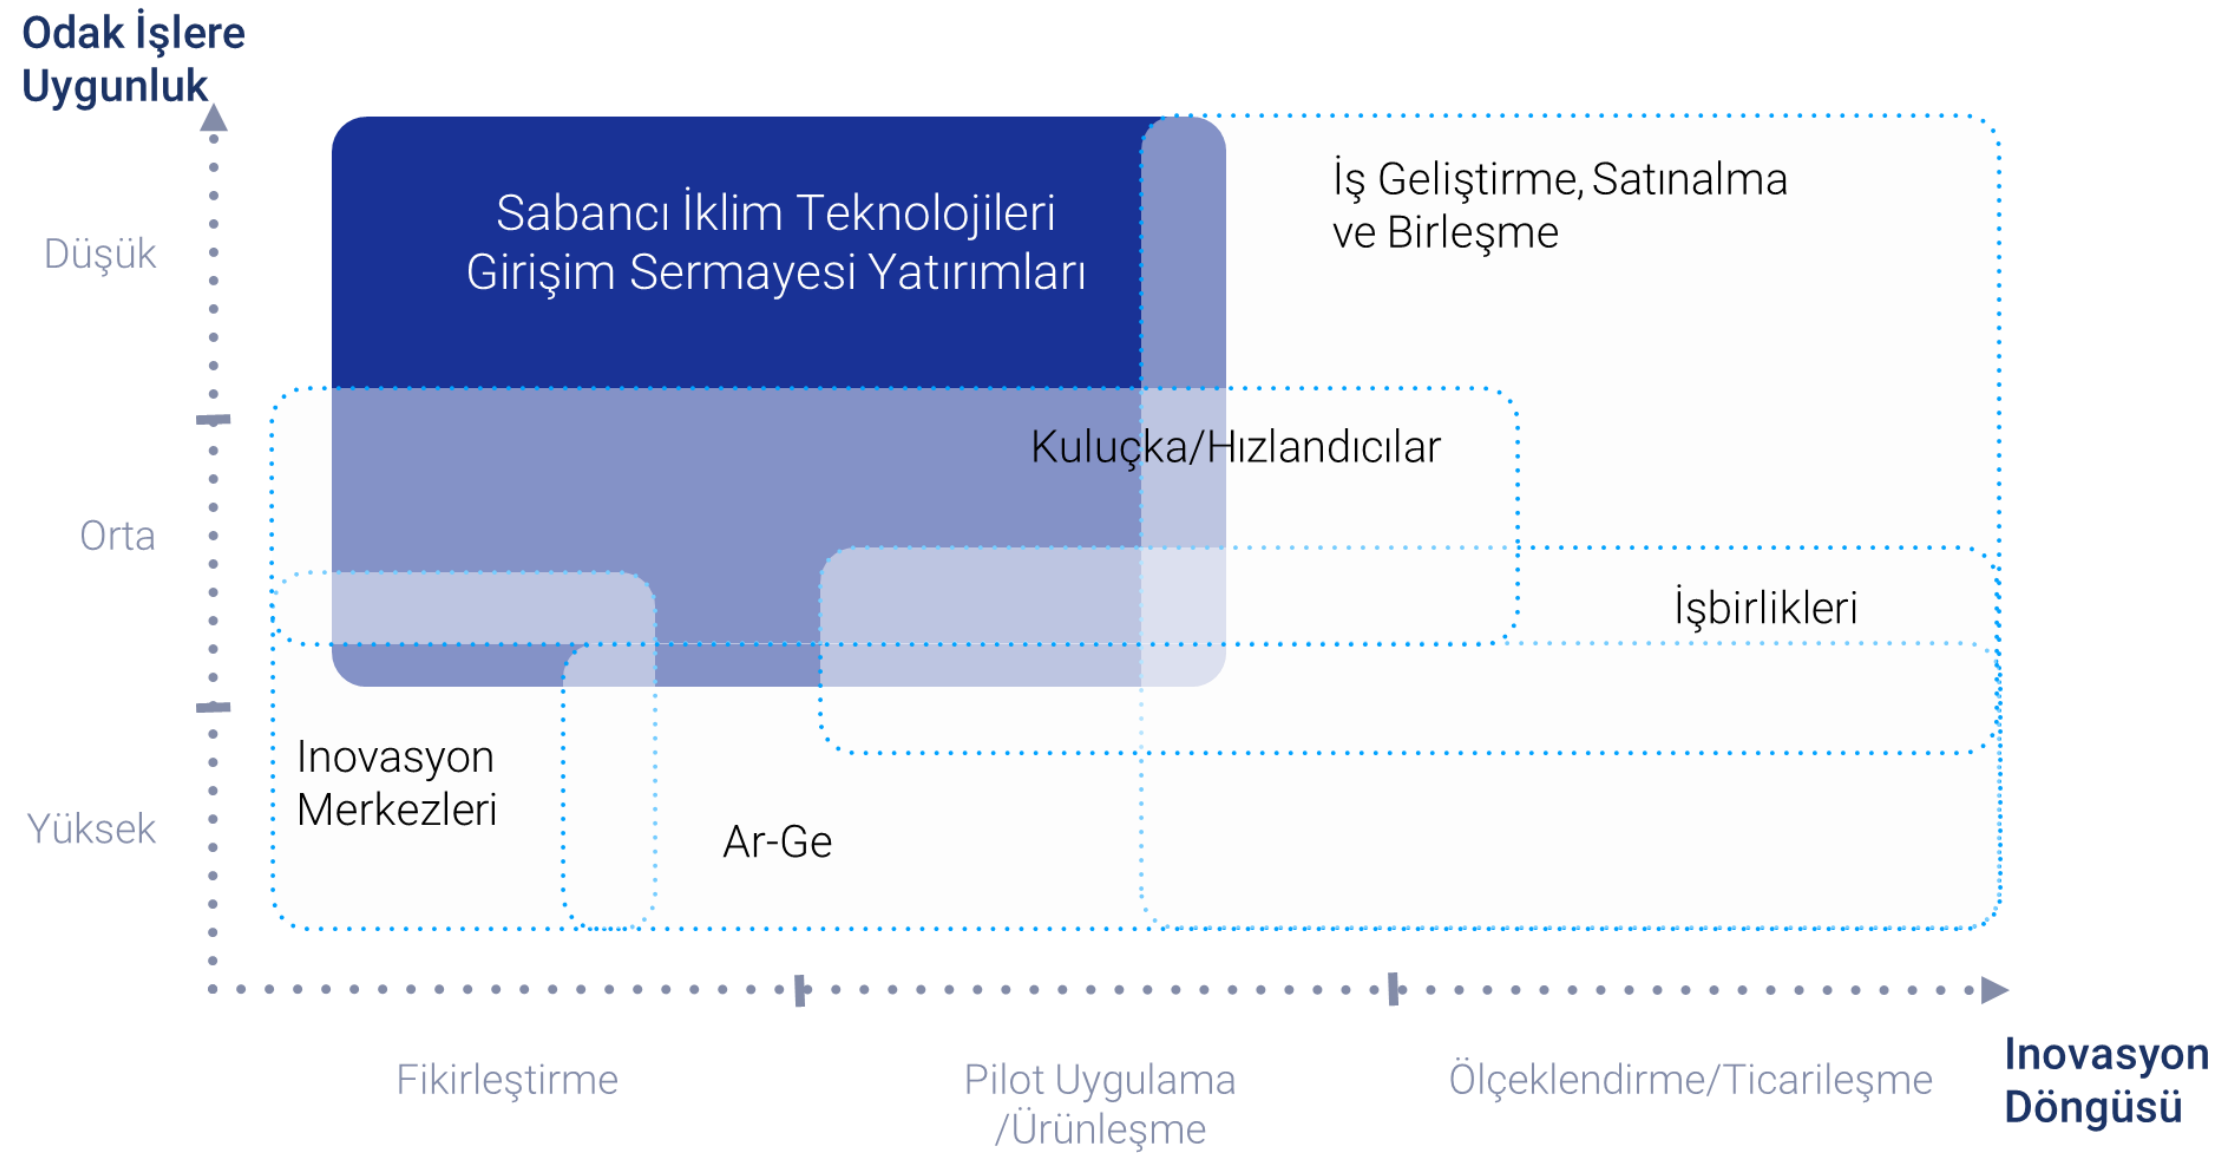 Odak İşlere
Uygunluk
Sabancı İklim Teknolojileri
Girişim Sermayesi Yatırımları
İş Geliştirme, Satınalma
ve Birleşme
Düşük
Kuluçka/Hızlandıcılar
Orta
İşbirlikleri
Inovasyon
Merkezleri
Yüksek
Ar-Ge
Fikirleştirme
Pilot Uygulama
/Ürünleşme
Ölçeklendirme/Ticarileşme
Inovasyon
Döngüsü